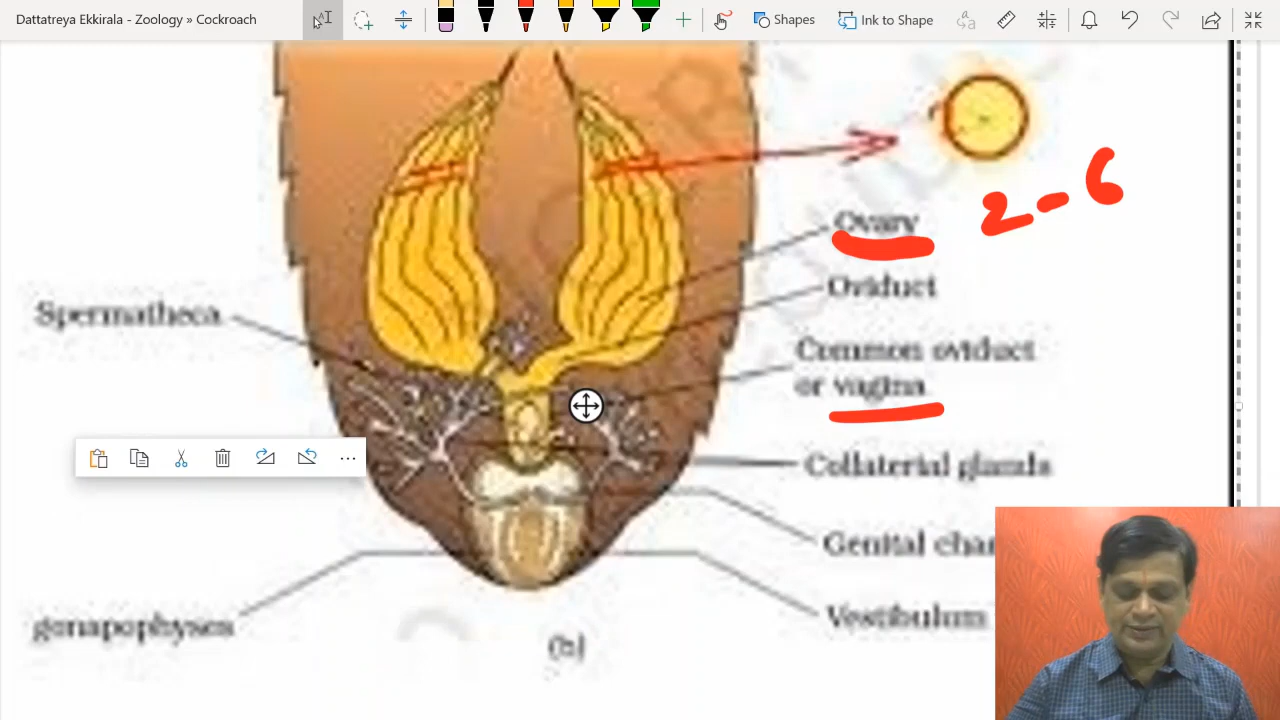 Dattatreya Ekkirala - Zoology » Cockroach
Shapes
Ink to Shape
2-6
Ovary
Oviduct
Spermatheca
Common oviduct
or vagina
Collaterial glands
Genital
gonapophyses
Vestibulum
(b)